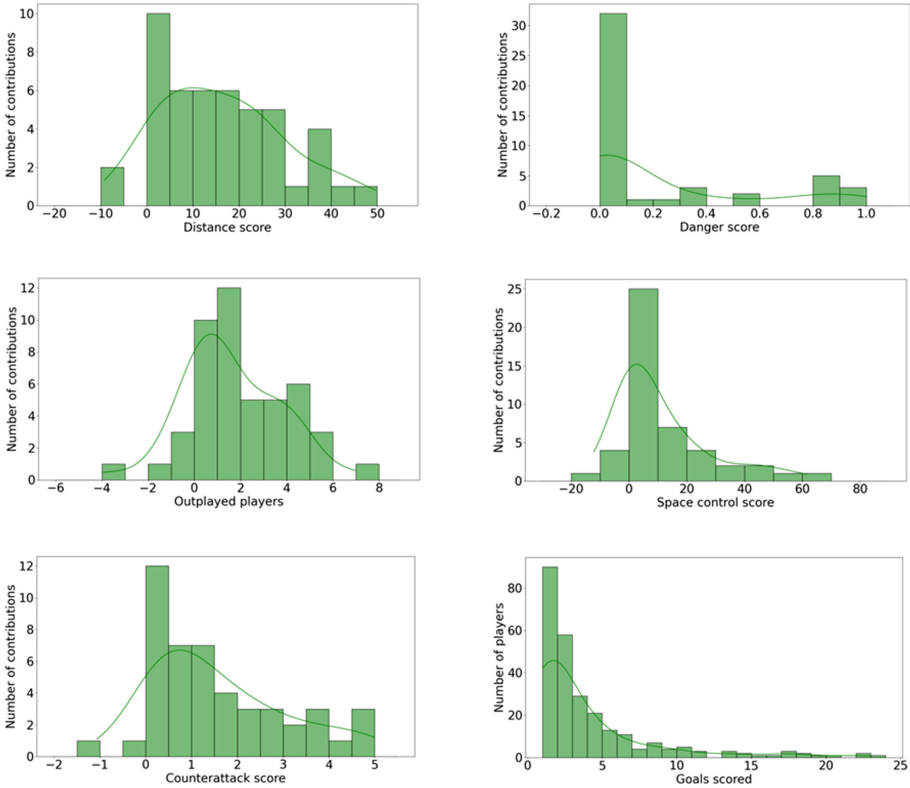 10
8
6
4
2
0
Number of contributions
−20 −10 0 10 20 30 40 50
Distance score
30
25
20
15
10
5
0
Number of contributions
−0.2 0.0 0.2 0.4 0.6 0.8 1.0
Danger score
12
10
8
6
4
2
0
Number of contributions
−6 −4 −2 0 2 4 6 8
Outplayed players
25
20
15
10
5
0
Number of contributions
−20 0 20 40 60 80
Space control score
12
10
8
6
4
2
0
Number of contributions
−2 −1 0 1 2 3 4 5
Counterattack score
80
60
40
20
0
Number of players
0 5 10 15 20 25
Goals scored